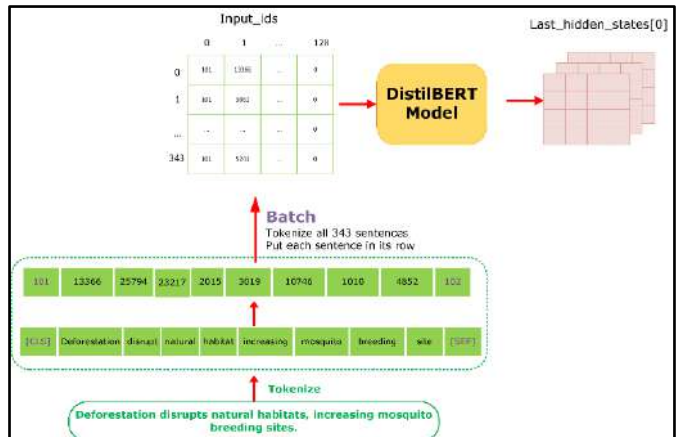 Input_ids
Last_hidden_states[0]
0 1 ... 128
0 101 13366 ... 0
1 101 ... 0
... ... ... ... 0
343 101 ... 0
DistilBERT
Model
Batch
Tokenize all 343 sentences
Put each sentence in its row
101 13366 25794 23217 2015 3019 10746 1010 4852 102
[CLS] Deforestation disrupt natural habitat increasing mosquito breeding site [SEP]
Tokenize
Deforestation disrupts natural habitats, increasing mosquito
breeding sites.